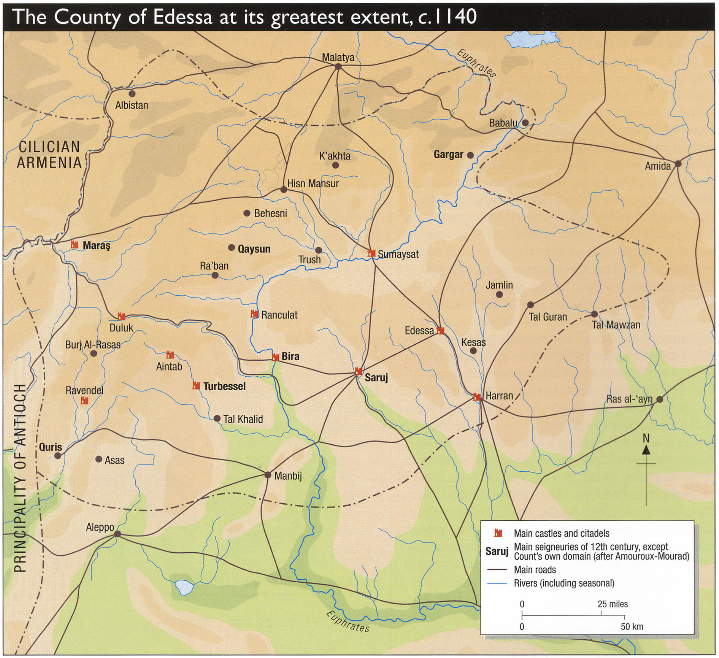 The County of Edessa at its greatest extent, c.1140
Malatya
Euphrates
Albistan
Babalu
CILICIAN
ARMENIA
K'akhta
Gargar
Amida
Hisn Mansur
Behesni
Maraş
Qaysun
Trush
Sumaysat
Ra'ban
Jamlin
Ranculat
Tal Guran
Duluk
Edessa
Tal Mawzan
Kesas
Burj Al-Rasas
Bira
Aintab
Saruj
Turbessel
Ravendel
Harran
Ras al-'ayn
Tal Khalid
PRINCIPALITY OF ANTIOCH
Quris
Asas
N
Manbij
Aleppo
Euphrates
Main castles and citadels
Saruj Main seigneuries of 12th century, except
Count's own domain (after Amouroux-Mourad)
Main roads
Rivers (including seasonal)
0 25 miles
0 50 km